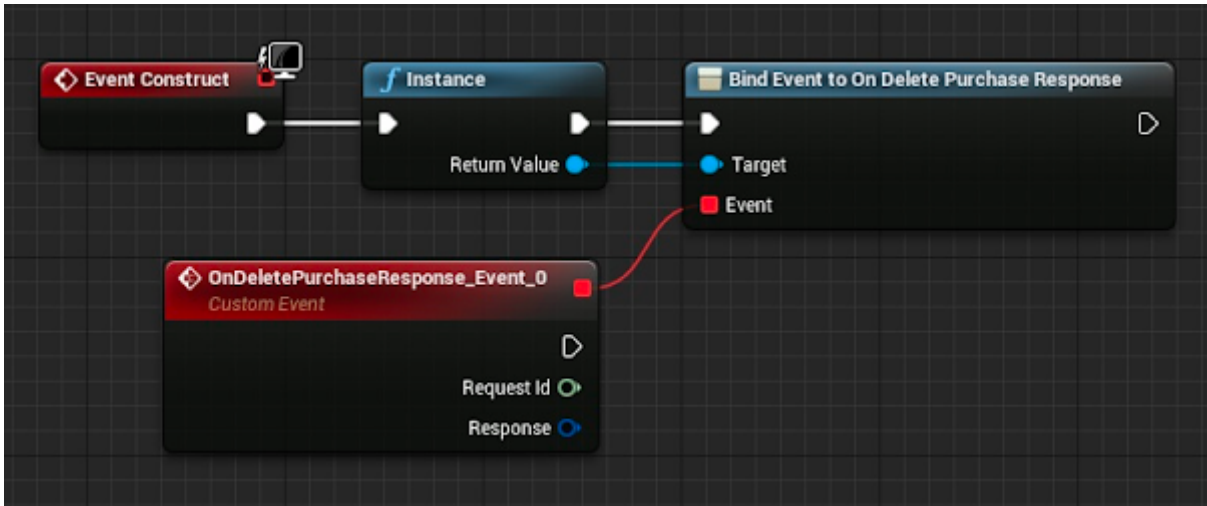 Event Construct
f Instance
Bind Event to On Delete Purchase Response
Return Value
Target
Event
OnDeletePurchaseResponse_Event_0
Custom Event
Request Id
Response